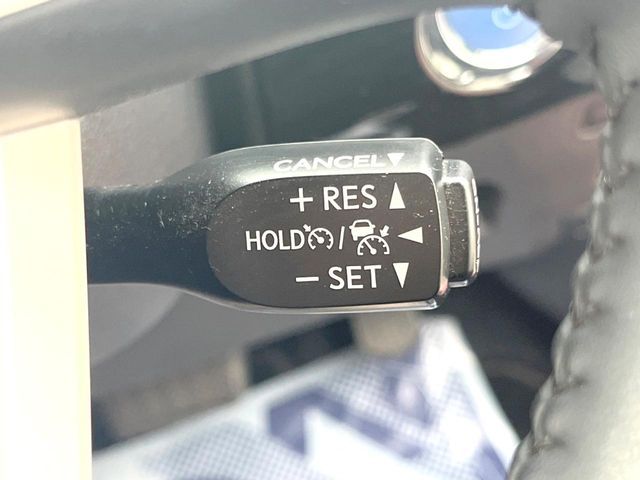 CANCEL▼
+ RES ▲
HOLD / ◀
− SET ▼